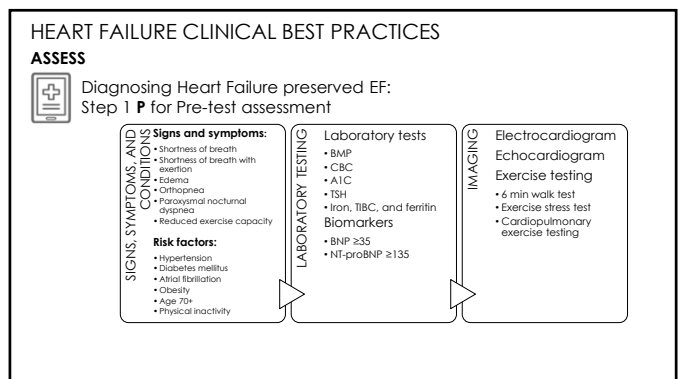 HEART FAILURE CLINICAL BEST PRACTICES
ASSESS
Diagnosing Heart Failure preserved EF:
Step 1 P for Pre-test assessment
SIGNS, SYMPTOMS, AND
CONDITIONS
Signs and symptoms:
• Shortness of breath
• Shortness of breath with
exertion
• Edema
• Orthopnea
• Paroxysmal nocturnal
dyspnea
• Reduced exercise capacity
Risk factors:
• Hypertension
• Diabetes mellitus
• Atrial fibrillation
• Obesity
• Age 70+
• Physical inactivity
LABORATORY TESTING
Laboratory tests
• BMP
• CBC
• A1C
• TSH
• Iron, TIBC, and ferritin
Biomarkers
• BNP ≥35
• NT-proBNP ≥135
IMAGING
Electrocardiogram
Echocardiogram
Exercise testing
• 6 min walk test
• Exercise stress test
• Cardiopulmonary
exercise testing